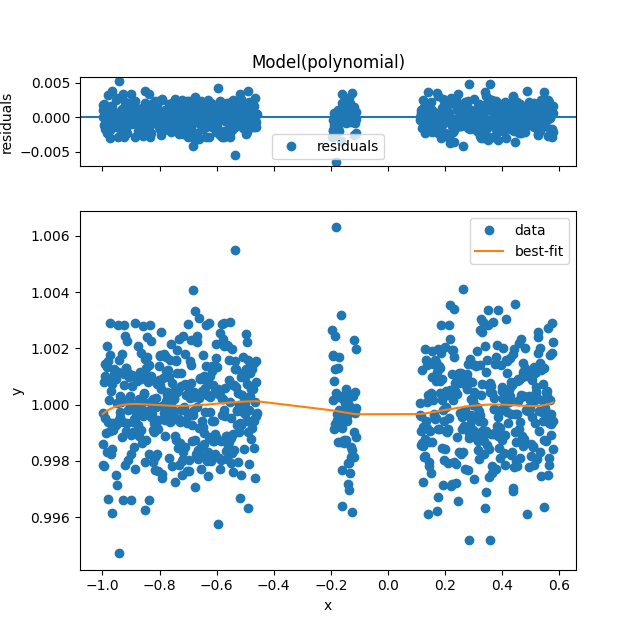 Model(polynomial)
0.005
0.000
−0.005
residuals
residuals
1.006
1.004
1.002
1.000
0.998
0.996
y
data
best-fit
−1.0 −0.8 −0.6 −0.4 −0.2 0.0 0.2 0.4 0.6
x